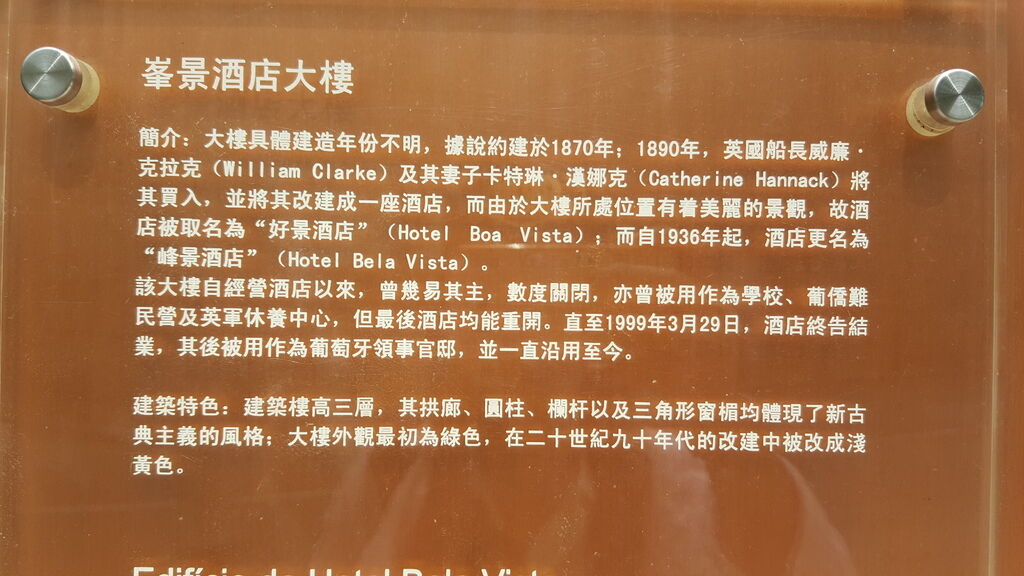 峯景酒店大樓
簡介：大樓具體建造年份不明，據說約建於1870年；1890年，英國船長威廉·
克拉克（William Clarke）及其妻子卡特琳·漢娜克（Catherine Hannack）將
其買入，並將其改建成一座酒店，而由於大樓所處位置有着美麗的景觀，故酒
店被取名為“好景酒店”（Hotel Boa Vista）；而自1936年起，酒店更名為
“峰景酒店”（Hotel Bela Vista）。
該大樓自經營酒店以來，曾幾易其主，數度關閉，亦曾被用作為學校、葡僑難
民營及英軍休養中心，但最後酒店均能重開。直至1999年3月29日，酒店終告結
業，其後被用作為葡萄牙領事官邸，並一直沿用至今。
建築特色：建築樓高三層，其拱廊、圓柱、欄杆以及三角形窗楣均體現了新古
典主義的風格；大樓外觀最初為綠色，在二十世紀九十年代的改建中被改成淺
黃色。
Edifício do Hotel Bela Vista